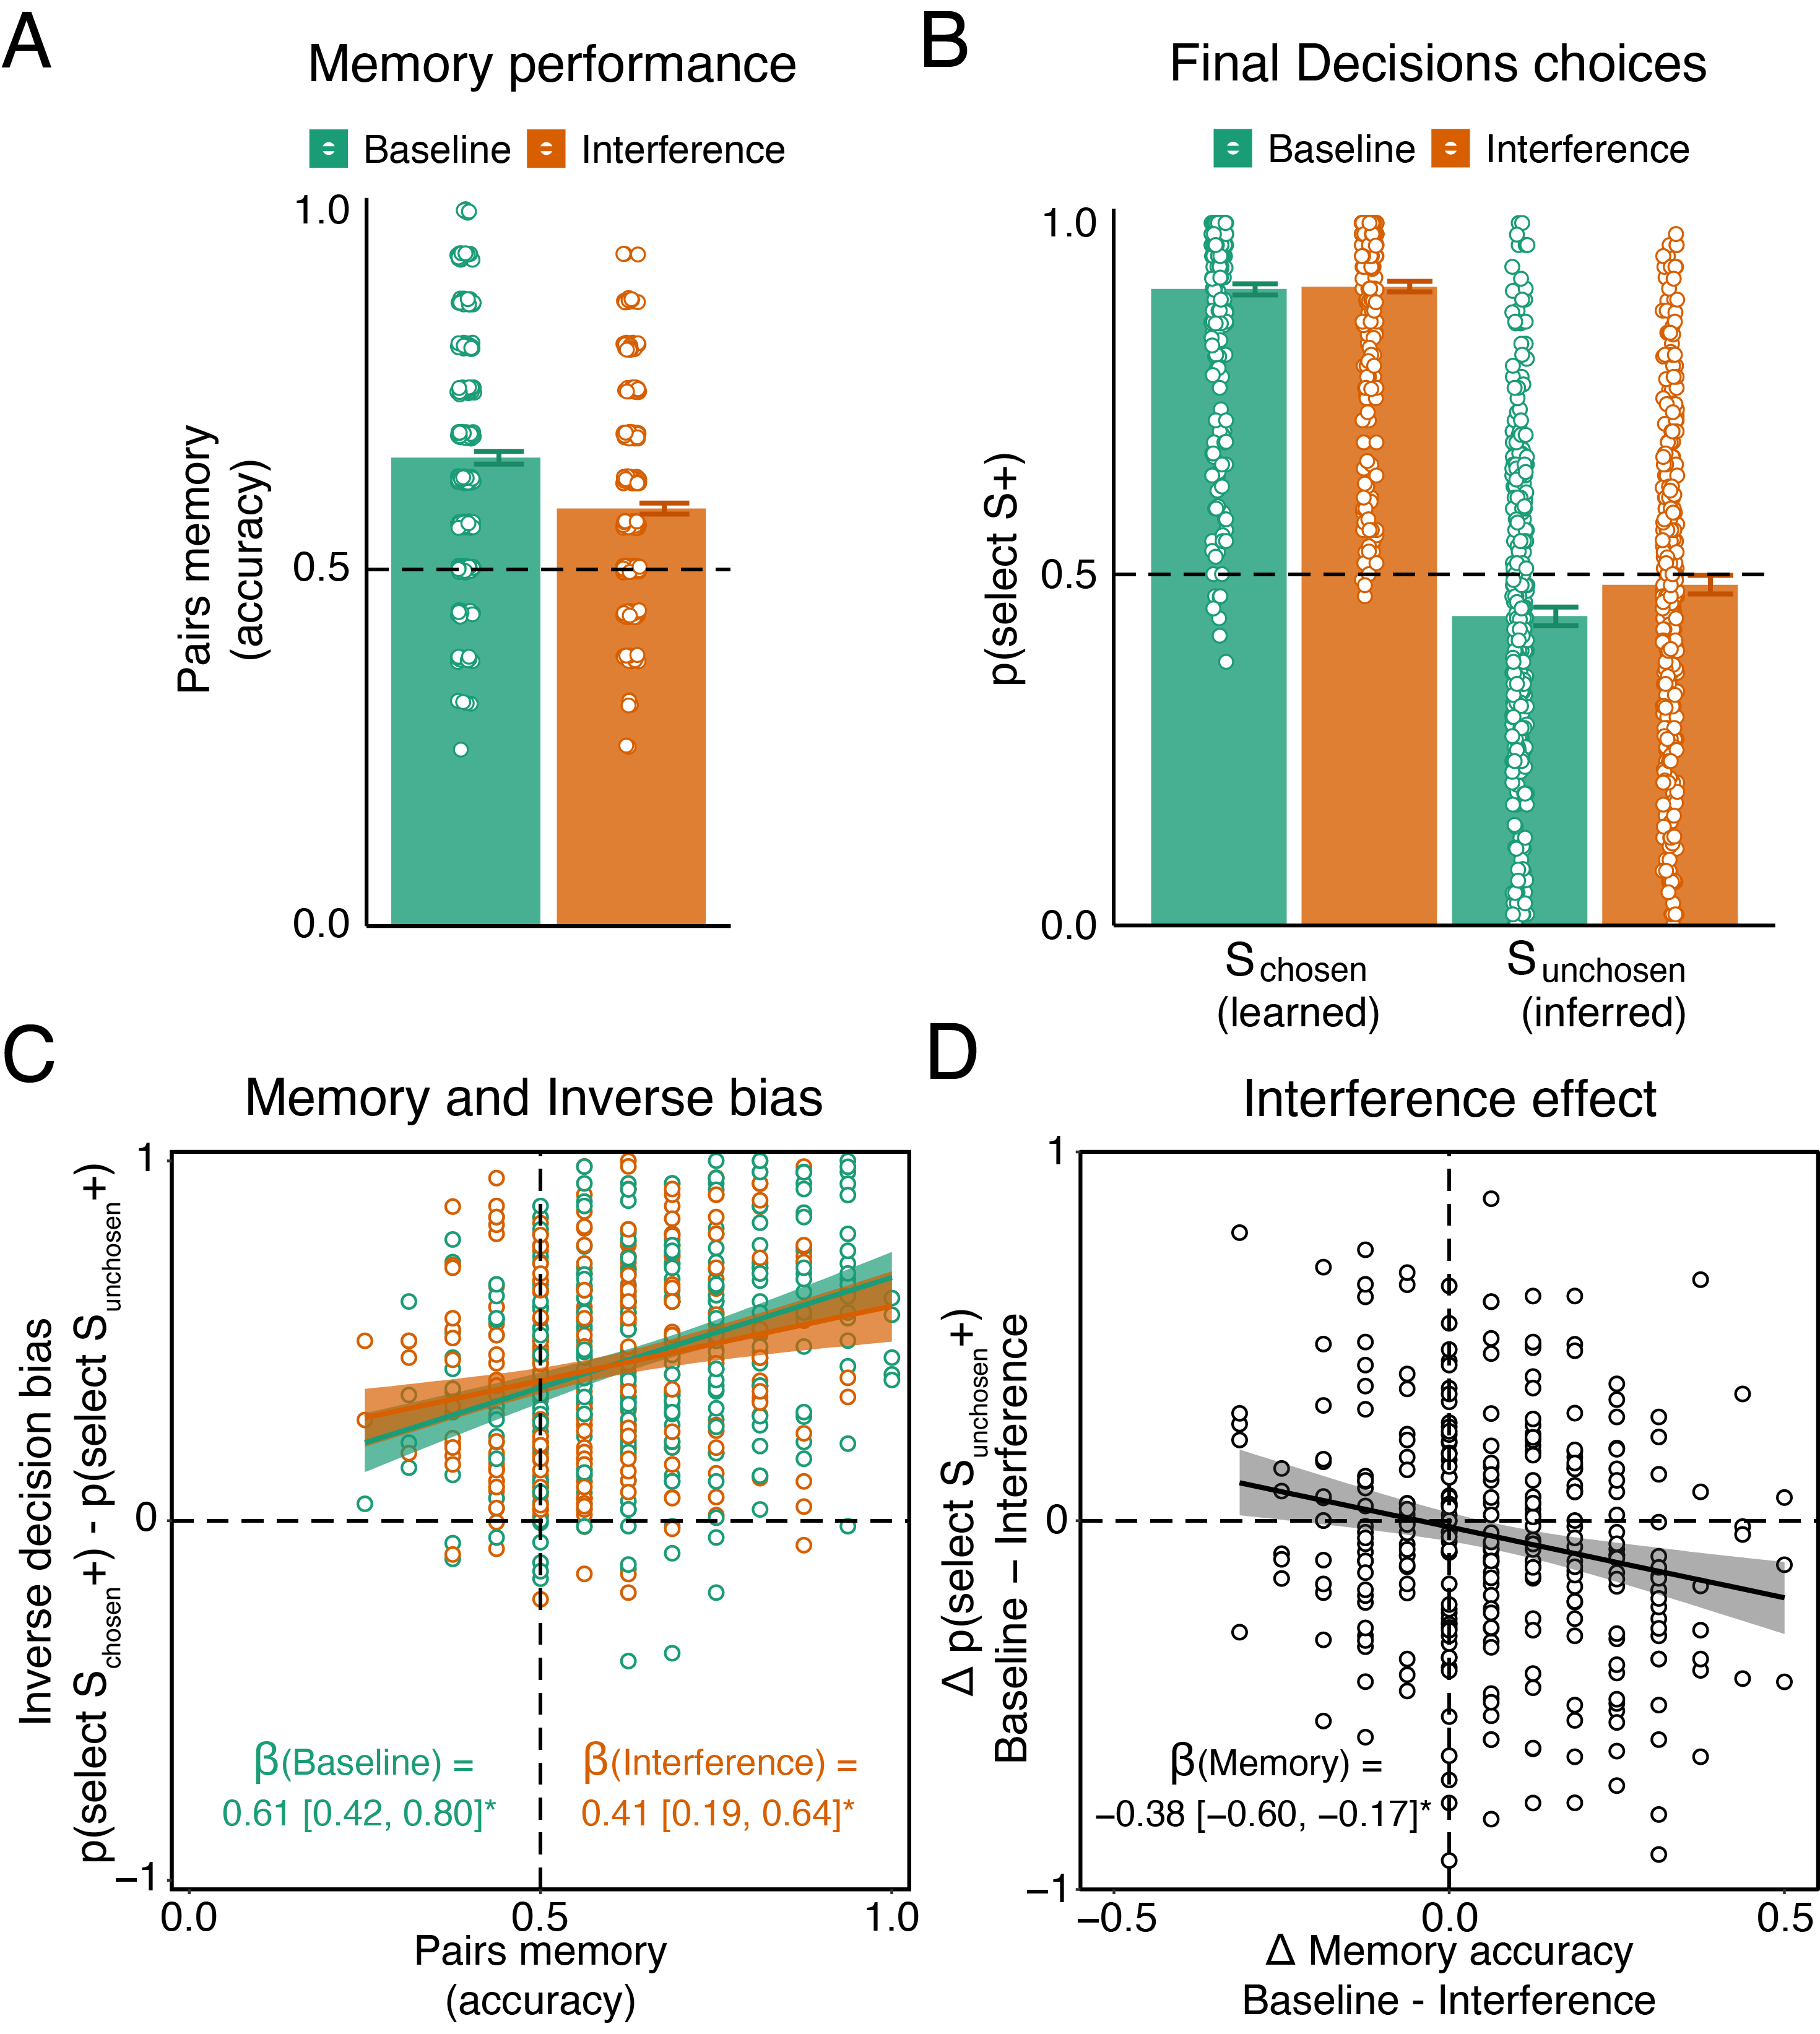 A
Memory performance
Baseline
Interference
1.0
0.5
0.0
Pairs memory
(accuracy)
B
Final Decisions choices
Baseline
Interference
1.0
0.5
0.0
p(select S+)
S chosen
(learned)
S unchosen
(inferred)
C
Memory and Inverse bias
1
0
−1
Inverse decision bias
p(select Schosen+) - p(select Sunchosen+)
β(Baseline) =
0.61 [0.42, 0.80]*
β(Interference) =
0.41 [0.19, 0.64]*
0.0
0.5
1.0
Pairs memory
(accuracy)
D
Interference effect
1
0
−1
Δ p(select Sunchosen+)
Baseline – Interference
β(Memory) =
−0.38 [−0.60, −0.17]*
−0.5
0.0
0.5
Δ Memory accuracy
Baseline - Interference